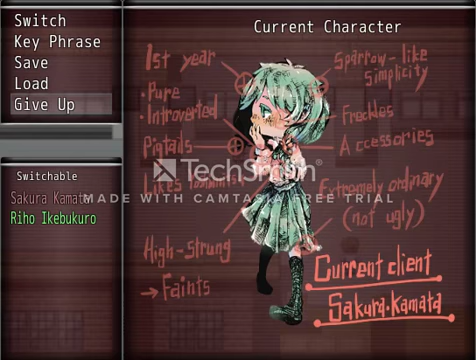 Switch
Key Phrase
Save
Load
Give Up
Switchable
Sakura Kamata
Riho Ikebukuro
Current Character
1st year
• Pure
• Introverted
Pigtails
Likes
High-Strung
→ Faints
Sparrow-like
Simplicity
Freckles
Accessories
Extremely ordinary
(not ugly)
Current client
Sakura.Kamata
TechSmith®
MADE WITH CAMTASIA FREE TRIAL